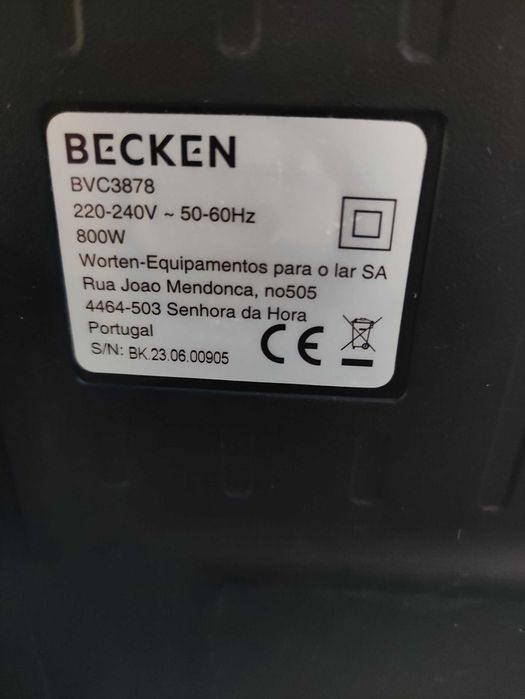 BECKEN
BVC3878
220-240V ~ 50-60Hz
800W
Worten-Equipamentos para o lar SA
Rua Joao Mendonca, no505
4464-503 Senhora da Hora
Portugal
S/N: BK.23.06.00905
CE